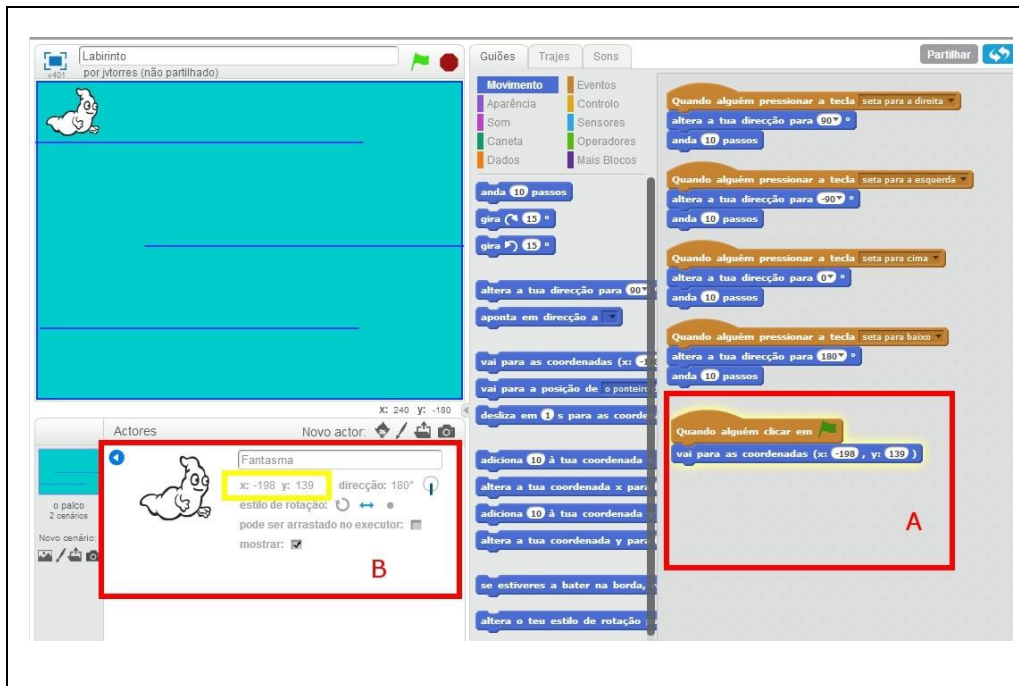 Labirinto
v401 por jvtorres (não partilhado)
Guiões Trajes Sons
Partilhar
Movimento Eventos
Aparência Controlo
Som Sensores
Caneta Operadores
Dados Mais Blocos
anda 10 passos
gira 15 °
gira 15 °
altera a tua direcção para 90
aponta em direcção a
vai para as coordenadas (x:
vai para a posição de o ponteiro
desliza em 1 s para as coorde
adiciona 10 à tua coordenada
altera a tua coordenada x para
adiciona 10 à tua coordenada
altera a tua coordenada y para
se estiveres a bater na borda,
altera o teu estilo de rotação
Quando alguém pressionar a tecla seta para a direita
altera a tua direcção para 90 °
anda 10 passos
Quando alguém pressionar a tecla seta para a esquerda
altera a tua direcção para -90 °
anda 10 passos
Quando alguém pressionar a tecla seta para cima
altera a tua direcção para 0 °
anda 10 passos
Quando alguém pressionar a tecla seta para baixo
altera a tua direcção para 180 °
anda 10 passos
Quando alguém clicar em
vai para as coordenadas (x: -198 , y: 139 )
A
x: 240 y: -180
Actores Novo actor:
o palco
2 cenários
Novo cenário:
Fantasma
x: -198 y: 139 direcção: 180°
estilo de rotação:
pode ser arrastado no executor:
mostrar:
B